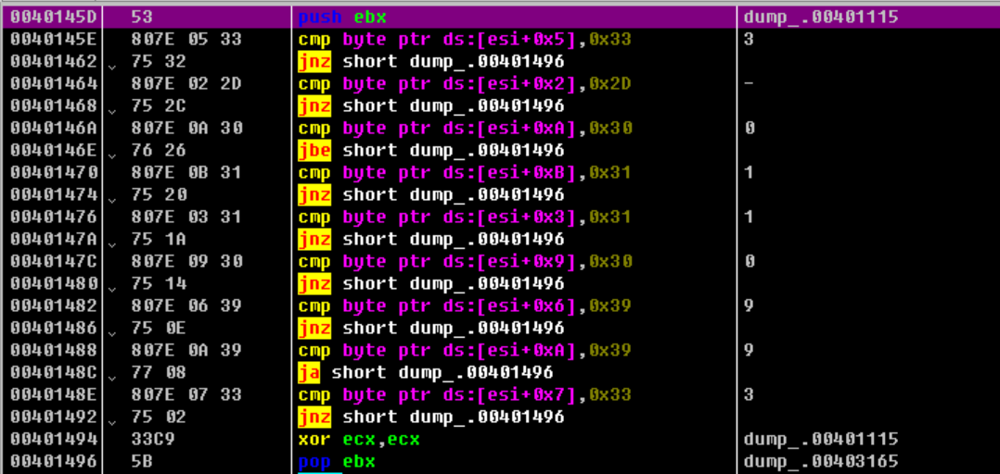 0040145D 53 push ebx dump_.00401115
0040145E 807E 05 33 cmp byte ptr ds:[esi+0x5],0x33 3
00401462 ⌄ 75 32 jnz short dump_.00401496
00401464 807E 02 2D cmp byte ptr ds:[esi+0x2],0x2D -
00401468 ⌄ 75 2C jnz short dump_.00401496
0040146A 807E 0A 30 cmp byte ptr ds:[esi+0xA],0x30 0
0040146E ⌄ 76 26 jbe short dump_.00401496
00401470 807E 0B 31 cmp byte ptr ds:[esi+0xB],0x31 1
00401474 ⌄ 75 20 jnz short dump_.00401496
00401476 807E 03 31 cmp byte ptr ds:[esi+0x3],0x31 1
0040147A ⌄ 75 1A jnz short dump_.00401496
0040147C 807E 09 30 cmp byte ptr ds:[esi+0x9],0x30 0
00401480 ⌄ 75 14 jnz short dump_.00401496
00401482 807E 06 39 cmp byte ptr ds:[esi+0x6],0x39 9
00401486 ⌄ 75 0E jnz short dump_.00401496
00401488 807E 0A 39 cmp byte ptr ds:[esi+0xA],0x39 9
0040148C ⌄ 77 08 ja short dump_.00401496
0040148E 807E 07 33 cmp byte ptr ds:[esi+0x7],0x33 3
00401492 ⌄ 75 02 jnz short dump_.00401496
00401494 33C9 xor ecx,ecx dump_.00401115
00401496 5B pop ebx dump_.00403165